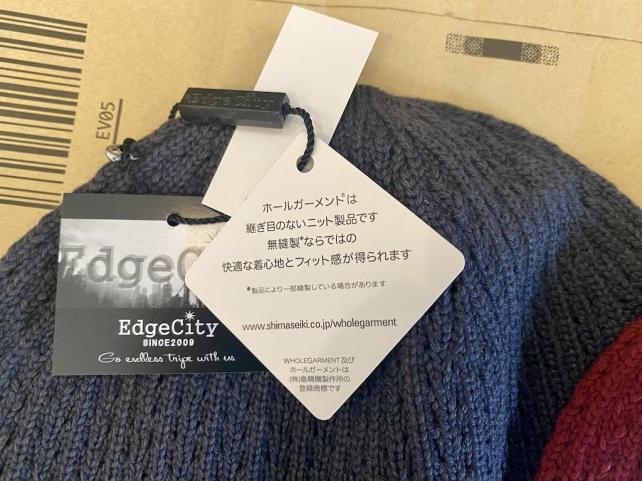 EV05
EdgeCity
EdgeCity
SINCE2009
Go endless tripe with us
ホールガーメント®は
継ぎ目のないニット製品です
無縫製*ならではの
快適な着心地とフィット感が得られます
*製品により一部縫製している場合があります
www.shimaseiki.co.jp/wholegarment
WHOLEGARMENT 及び
ホールガーメントは
(株)島精機製作所の
登録商標です